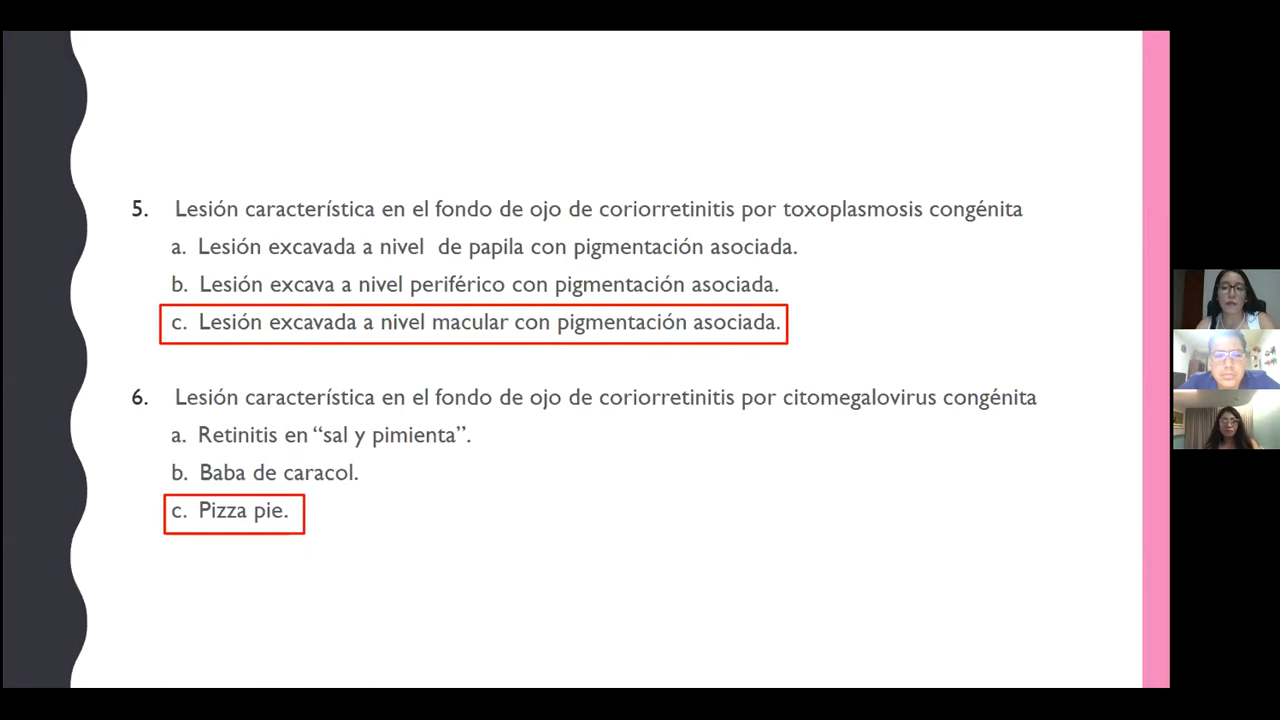 5. Lesión característica en el fondo de ojo de coriorretinitis por toxoplasmosis congénita
a. Lesión excavada a nivel de papila con pigmentación asociada.
b. Lesión excava a nivel periférico con pigmentación asociada.
c. Lesión excavada a nivel macular con pigmentación asociada.
6. Lesión característica en el fondo de ojo de coriorretinitis por citomegalovirus congénita
a. Retinitis en “sal y pimienta”.
b. Baba de caracol.
c. Pizza pie.